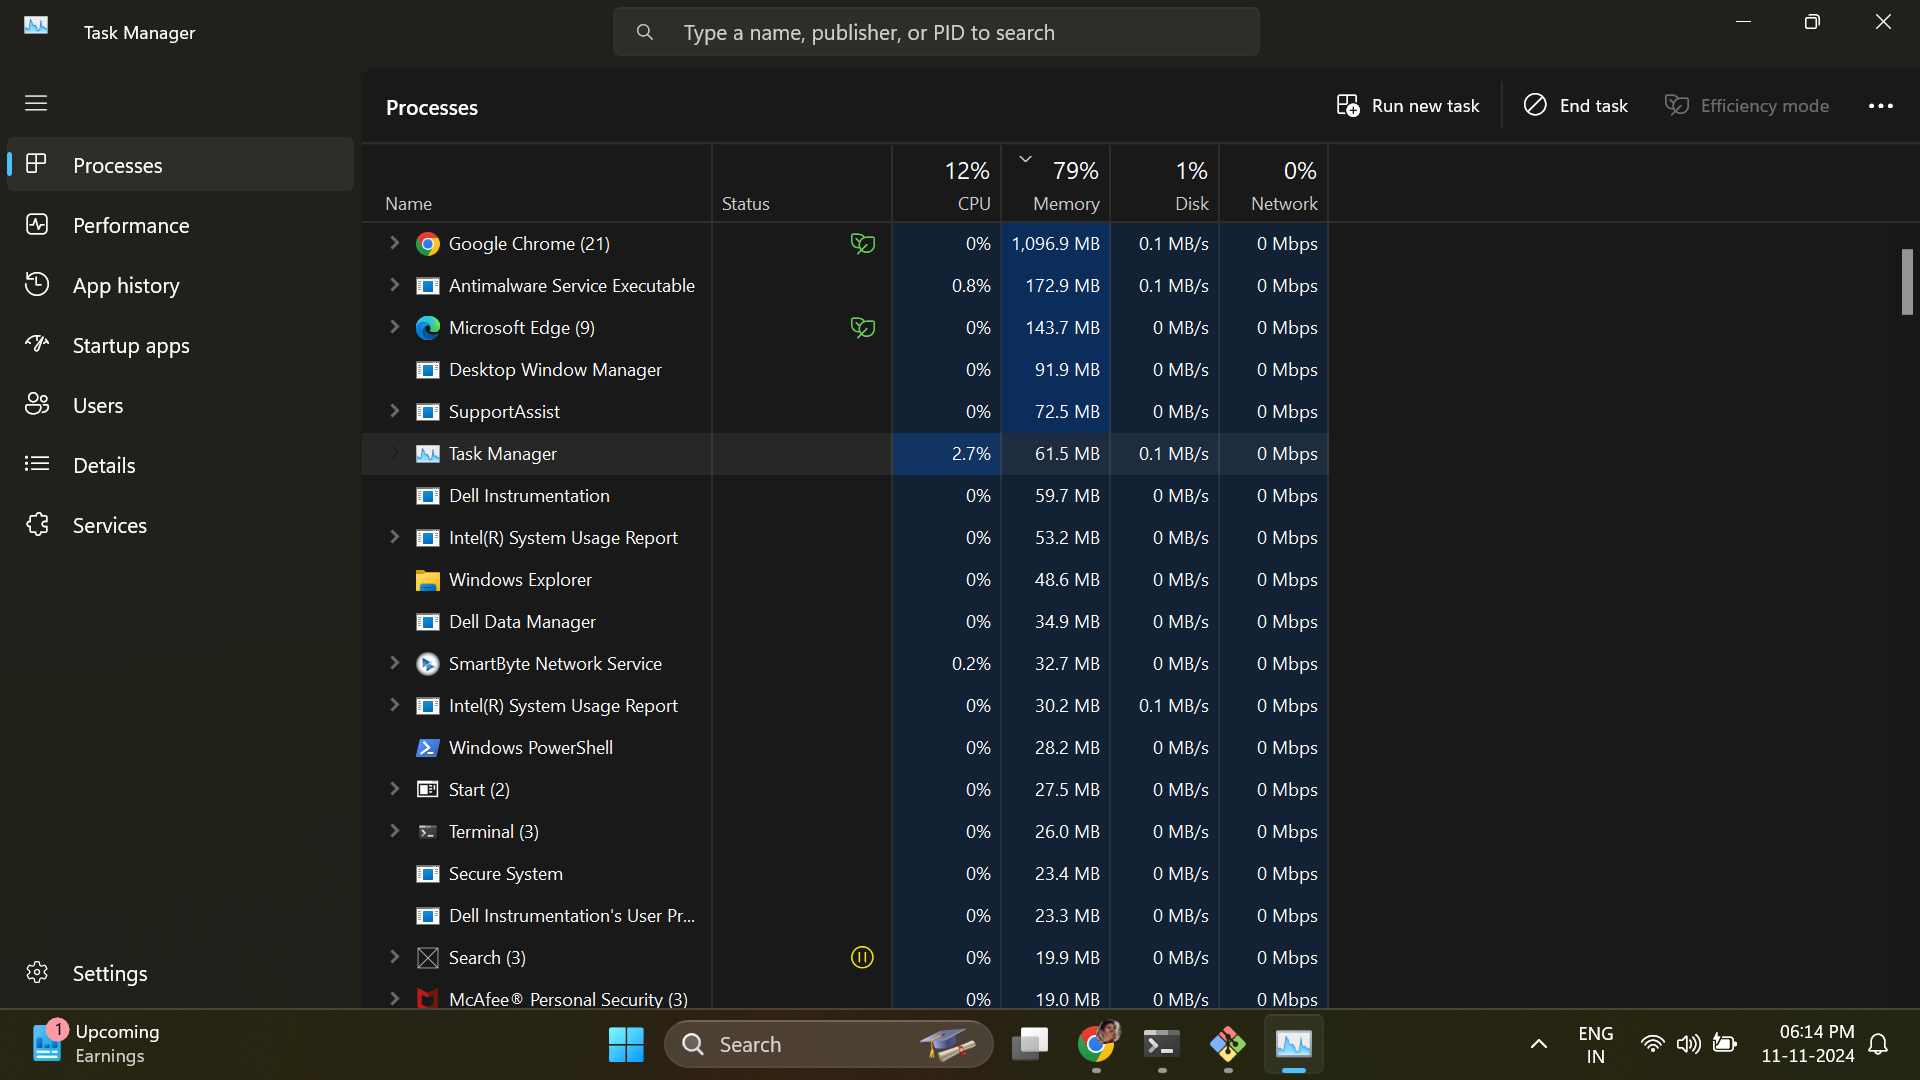 Task Manager
Type a name, publisher, or PID to search
Processes
Run new task
End task
Efficiency mode
Processes
Performance
App history
Startup apps
Users
Details
Services
Settings
12% 79% 1% 0%
Name Status CPU Memory Disk Network
Google Chrome (21) 0% 1,096.9 MB 0.1 MB/s 0 Mbps
Antimalware Service Executable 0.8% 172.9 MB 0.1 MB/s 0 Mbps
Microsoft Edge (9) 0% 143.7 MB 0 MB/s 0 Mbps
Desktop Window Manager 0% 91.9 MB 0 MB/s 0 Mbps
SupportAssist 0% 72.5 MB 0 MB/s 0 Mbps
Task Manager 2.7% 61.5 MB 0.1 MB/s 0 Mbps
Dell Instrumentation 0% 59.7 MB 0 MB/s 0 Mbps
Intel(R) System Usage Report 0% 53.2 MB 0 MB/s 0 Mbps
Windows Explorer 0% 48.6 MB 0 MB/s 0 Mbps
Dell Data Manager 0% 34.9 MB 0 MB/s 0 Mbps
SmartByte Network Service 0.2% 32.7 MB 0 MB/s 0 Mbps
Intel(R) System Usage Report 0% 30.2 MB 0.1 MB/s 0 Mbps
Windows PowerShell 0% 28.2 MB 0 MB/s 0 Mbps
Start (2) 0% 27.5 MB 0 MB/s 0 Mbps
Terminal (3) 0% 26.0 MB 0 MB/s 0 Mbps
Secure System 0% 23.4 MB 0 MB/s 0 Mbps
Dell Instrumentation's User Pr... 0% 23.3 MB 0 MB/s 0 Mbps
Search (3) 0% 19.9 MB 0 MB/s 0 Mbps
McAfee® Personal Security (3) 0% 19.0 MB 0 MB/s 0 Mbps
1
Upcoming
Earnings
Search
ENG
IN
06:14 PM
11-11-2024